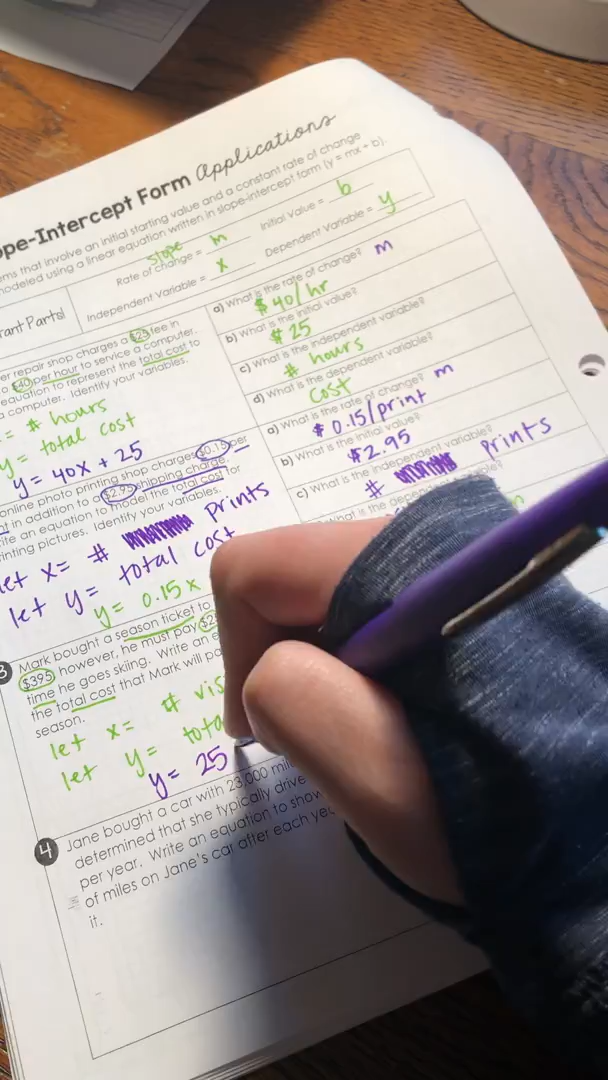 ope-Intercept Form Applications
ems that involve an initial starting value and a constant rate of change
modeled using a linear equation written in slope-intercept form (y = mx + b).
rtant Parts!
slope
Rate of change = m
Initial Value = b
Independent Variable = x
Dependent Variable = y
er repair shop charges a $25 fee in
o $40 per hour to service a computer.
equation to represent the total cost to
a computer. Identify your variables.
= # hours
y = total cost
y = 40x + 25
a) What is the rate of change? m
$40/hr
b) What is the initial value?
$25
c) What is the independent variable?
# hours
d) What is the dependent variable?
cost
online photo printing shop charges $0.15 per
nt in addition to a $2.95 shipping charge.
ite an equation to model the total cost for
inting pictures. Identify your variables.
let x = # prints
let y = total cost
y = 0.15x
a) What is the rate of change? m
$0.15/print
b) What is the initial value?
$2.95
c) What is the independent variable?
# prints
What is the
3
Mark bought a season ticket to
$395 however, he must pay $2
time he goes skiing. Write an e
the total cost that Mark will pa
season.
let x = # vis
let y = tota
y = 25
4
Jane bought a car with 23,000 mil
determined that she typically drive
per year. Write an equation to show
of miles on Jane's car after each yea
it.